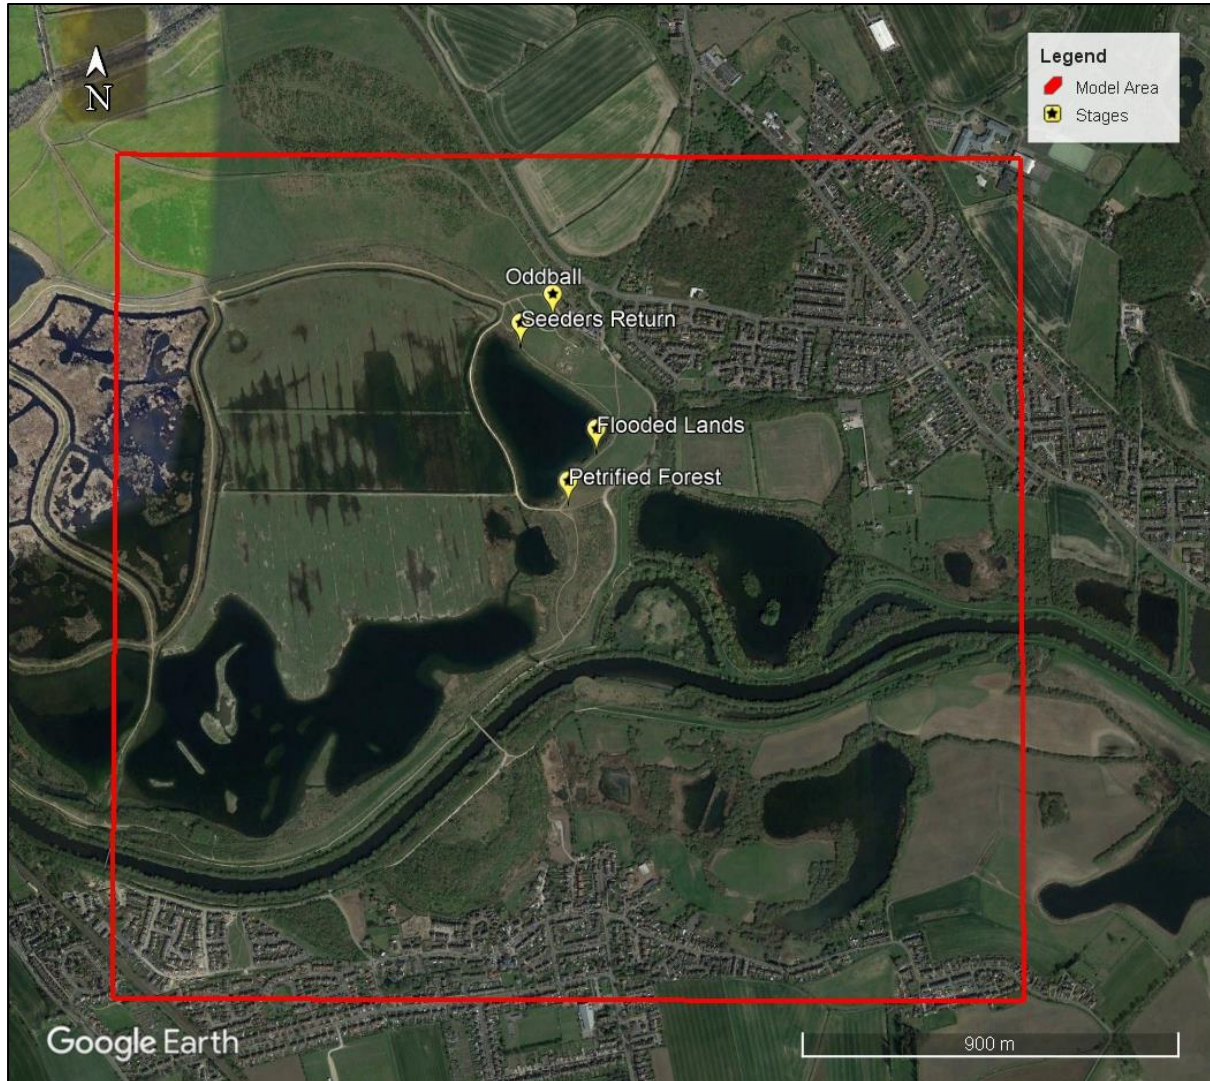 N
Legend
Model Area
Stages
Oddball
Seeders Return
Flooded Lands
Petrified Forest
Google Earth
900 m